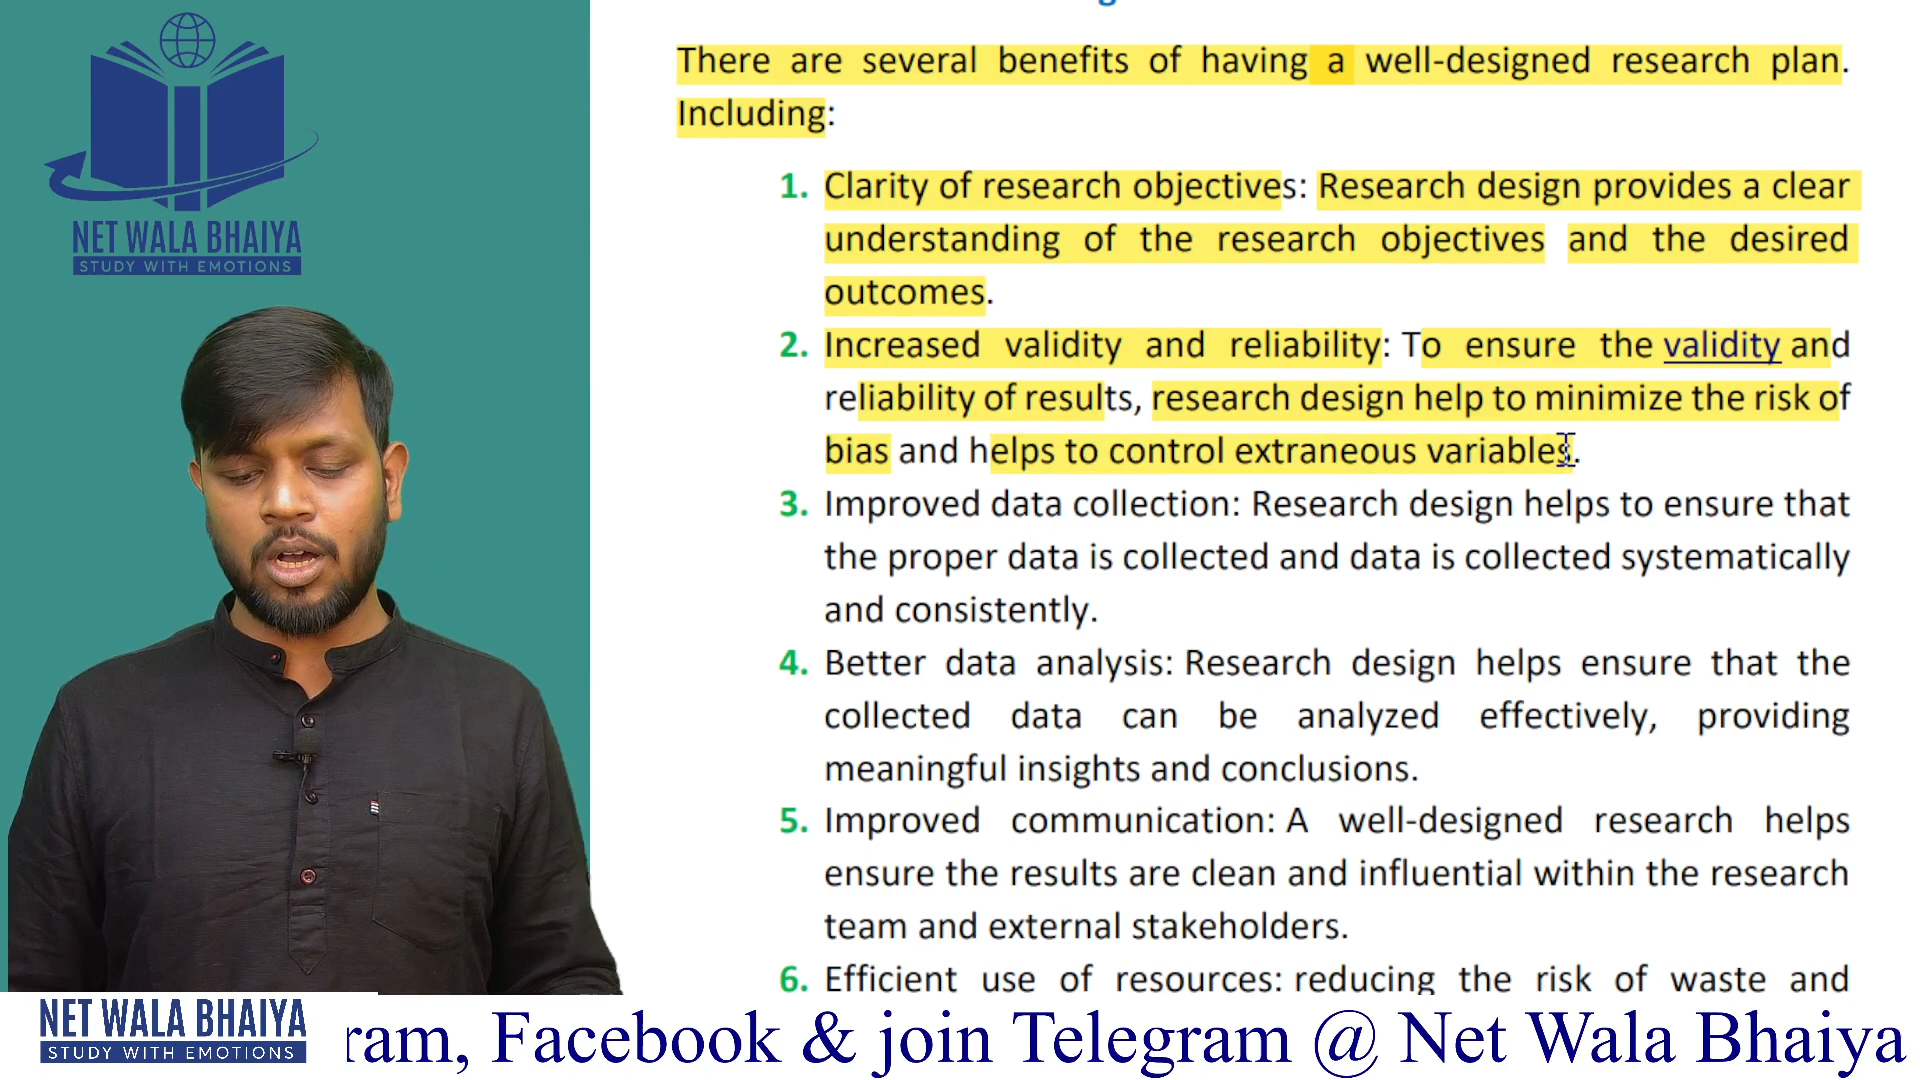 NET WALA BHAIYA
STUDY WITH EMOTIONS
There are several benefits of having a well-designed research plan.
Including:
1. Clarity of research objectives: Research design provides a clear
understanding of the research objectives and the desired
outcomes.
2. Increased validity and reliability: To ensure the validity and
reliability of results, research design help to minimize the risk of
bias and helps to control extraneous variables.
3. Improved data collection: Research design helps to ensure that
the proper data is collected and data is collected systematically
and consistently.
4. Better data analysis: Research design helps ensure that the
collected data can be analyzed effectively, providing
meaningful insights and conclusions.
5. Improved communication: A well-designed research helps
ensure the results are clean and influential within the research
team and external stakeholders.
6. Efficient use of resources: reducing the risk of waste and
NET WALA BHAIYA
STUDY WITH EMOTIONS
ram, Facebook & join Telegram @ Net Wala Bhaiya